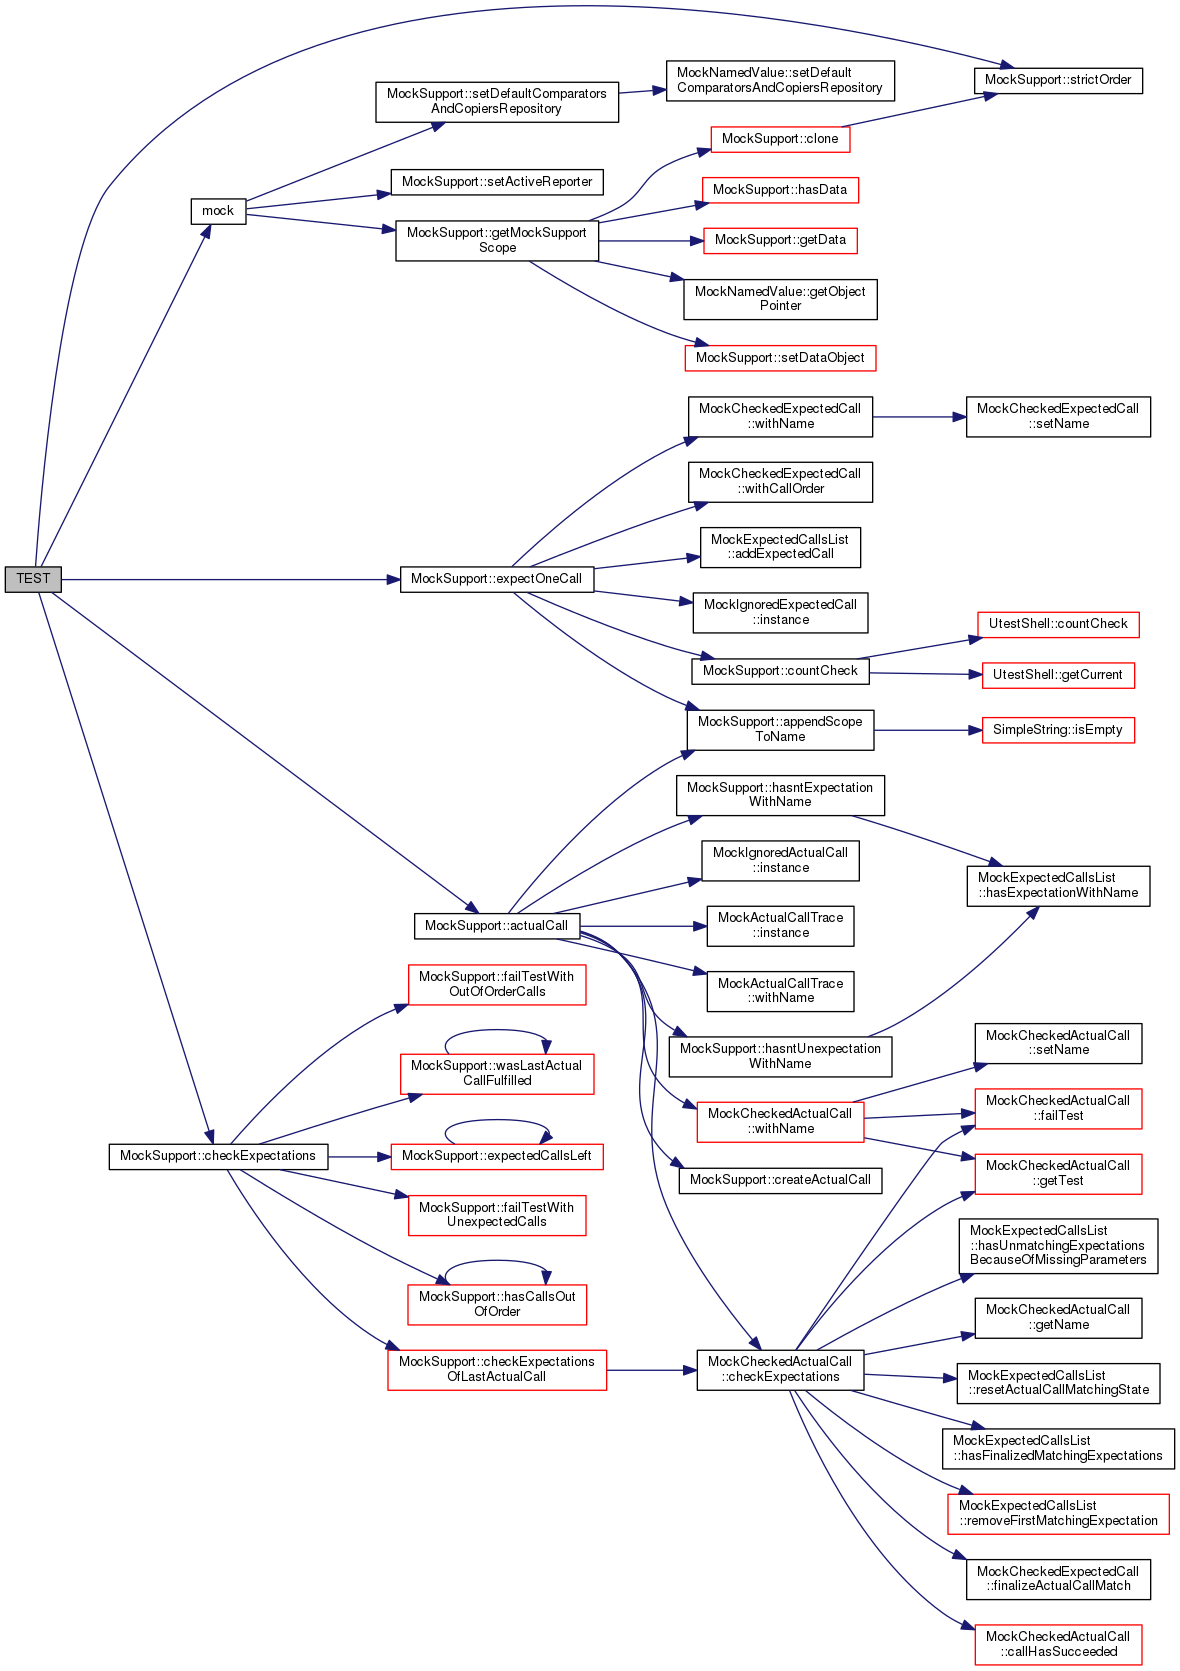 MockSupport::strictOrder
MockNamedValue::setDefault
ComparatorsAndCopiersRepository
MockSupport::setDefaultComparators
AndCopiersRepository
MockSupport::clone
MockSupport::setActiveReporter
MockSupport::hasData
mock
MockSupport::getMockSupport
Scope
MockSupport::getData
MockNamedValue::getObject
Pointer
MockSupport::setDataObject
MockCheckedExpectedCall
::withName
MockCheckedExpectedCall
::setName
MockCheckedExpectedCall
::withCallOrder
MockExpectedCallsList
::addExpectedCall
TEST
MockSupport::expectOneCall
MockIgnoredExpectedCall
::instance
UtestShell::countCheck
MockSupport::countCheck
UtestShell::getCurrent
MockSupport::appendScope
ToName
SimpleString::isEmpty
MockSupport::hasntExpectation
WithName
MockIgnoredActualCall
::instance
MockExpectedCallsList
::hasExpectationWithName
MockSupport::actualCall
MockActualCallTrace
::instance
MockSupport::failTestWith
OutOfOrderCalls
MockActualCallTrace
::withName
MockSupport::hasntUnexpectation
WithName
MockCheckedActualCall
::setName
MockSupport::wasLastActual
CallFulfilled
MockCheckedActualCall
::withName
MockCheckedActualCall
::failTest
MockSupport::checkExpectations
MockSupport::expectedCallsLeft
MockSupport::createActualCall
MockCheckedActualCall
::getTest
MockSupport::failTestWith
UnexpectedCalls
MockExpectedCallsList
::hasUnmatchingExpectations
BecauseOfMissingParameters
MockSupport::hasCallsOut
OfOrder
MockCheckedActualCall
::getName
MockSupport::checkExpectations
OfLastActualCall
MockCheckedActualCall
::checkExpectations
MockExpectedCallsList
::resetActualCallMatchingState
MockExpectedCallsList
::hasFinalizedMatchingExpectations
MockExpectedCallsList
::removeFirstMatchingExpectation
MockCheckedExpectedCall
::finalizeActualCallMatch
MockCheckedActualCall
::callHasSucceeded